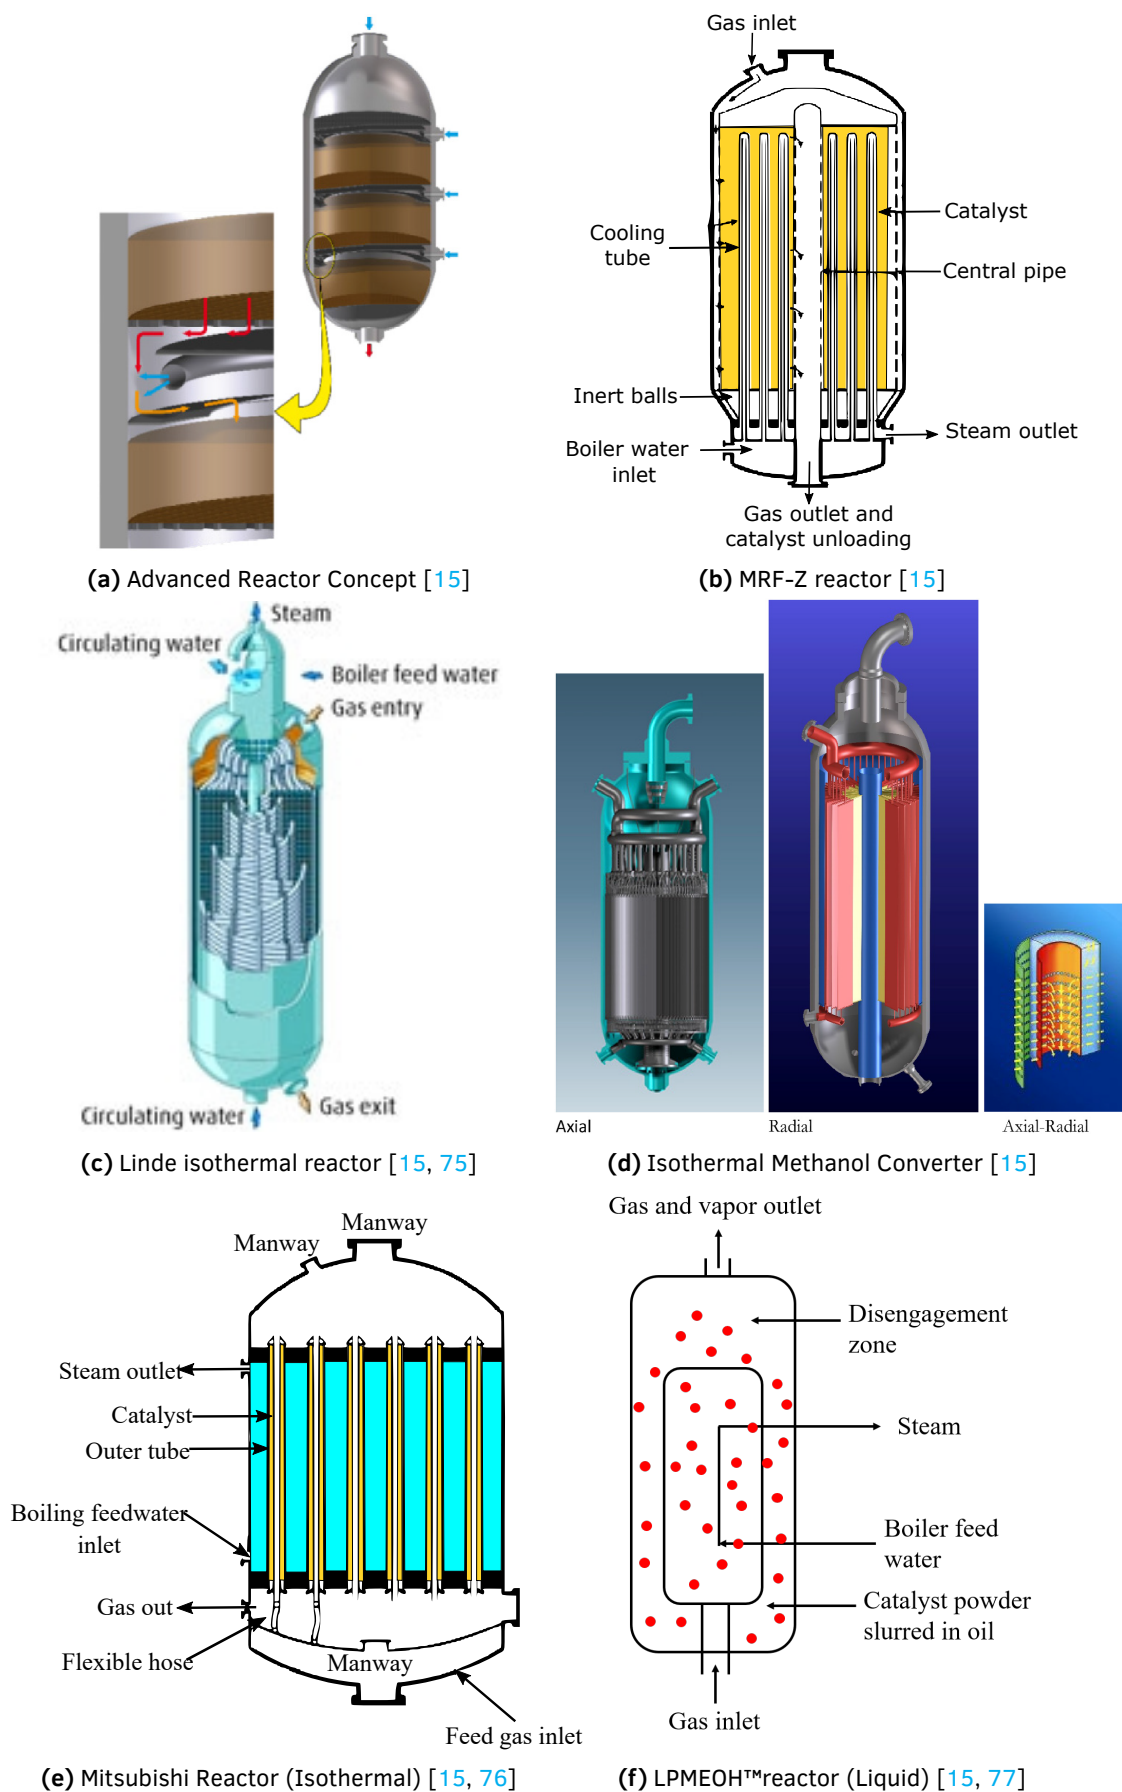 Gas inlet
Cooling
tube
Catalyst
Central pipe
Inert balls
Boiler water
inlet
Steam outlet
Gas outlet and
catalyst unloading
(a) Advanced Reactor Concept [15]
(b) MRF-Z reactor [15]
Steam
Circulating water
Boiler feed water
Gas entry
Circulating water
Gas exit
Axial
Radial
Axial-Radial
(c) Linde isothermal reactor [15, 75]
(d) Isothermal Methanol Converter [15]
Manway
Manway
Steam outlet
Catalyst
Outer tube
Boiling feedwater
inlet
Gas out
Flexible hose
Manway
Feed gas inlet
Gas and vapor outlet
Disengagement
zone
Steam
Boiler feed
water
Catalyst powder
slurred in oil
Gas inlet
(e) Mitsubishi Reactor (Isothermal) [15, 76]
(f) LPMEOH™reactor (Liquid) [15, 77]